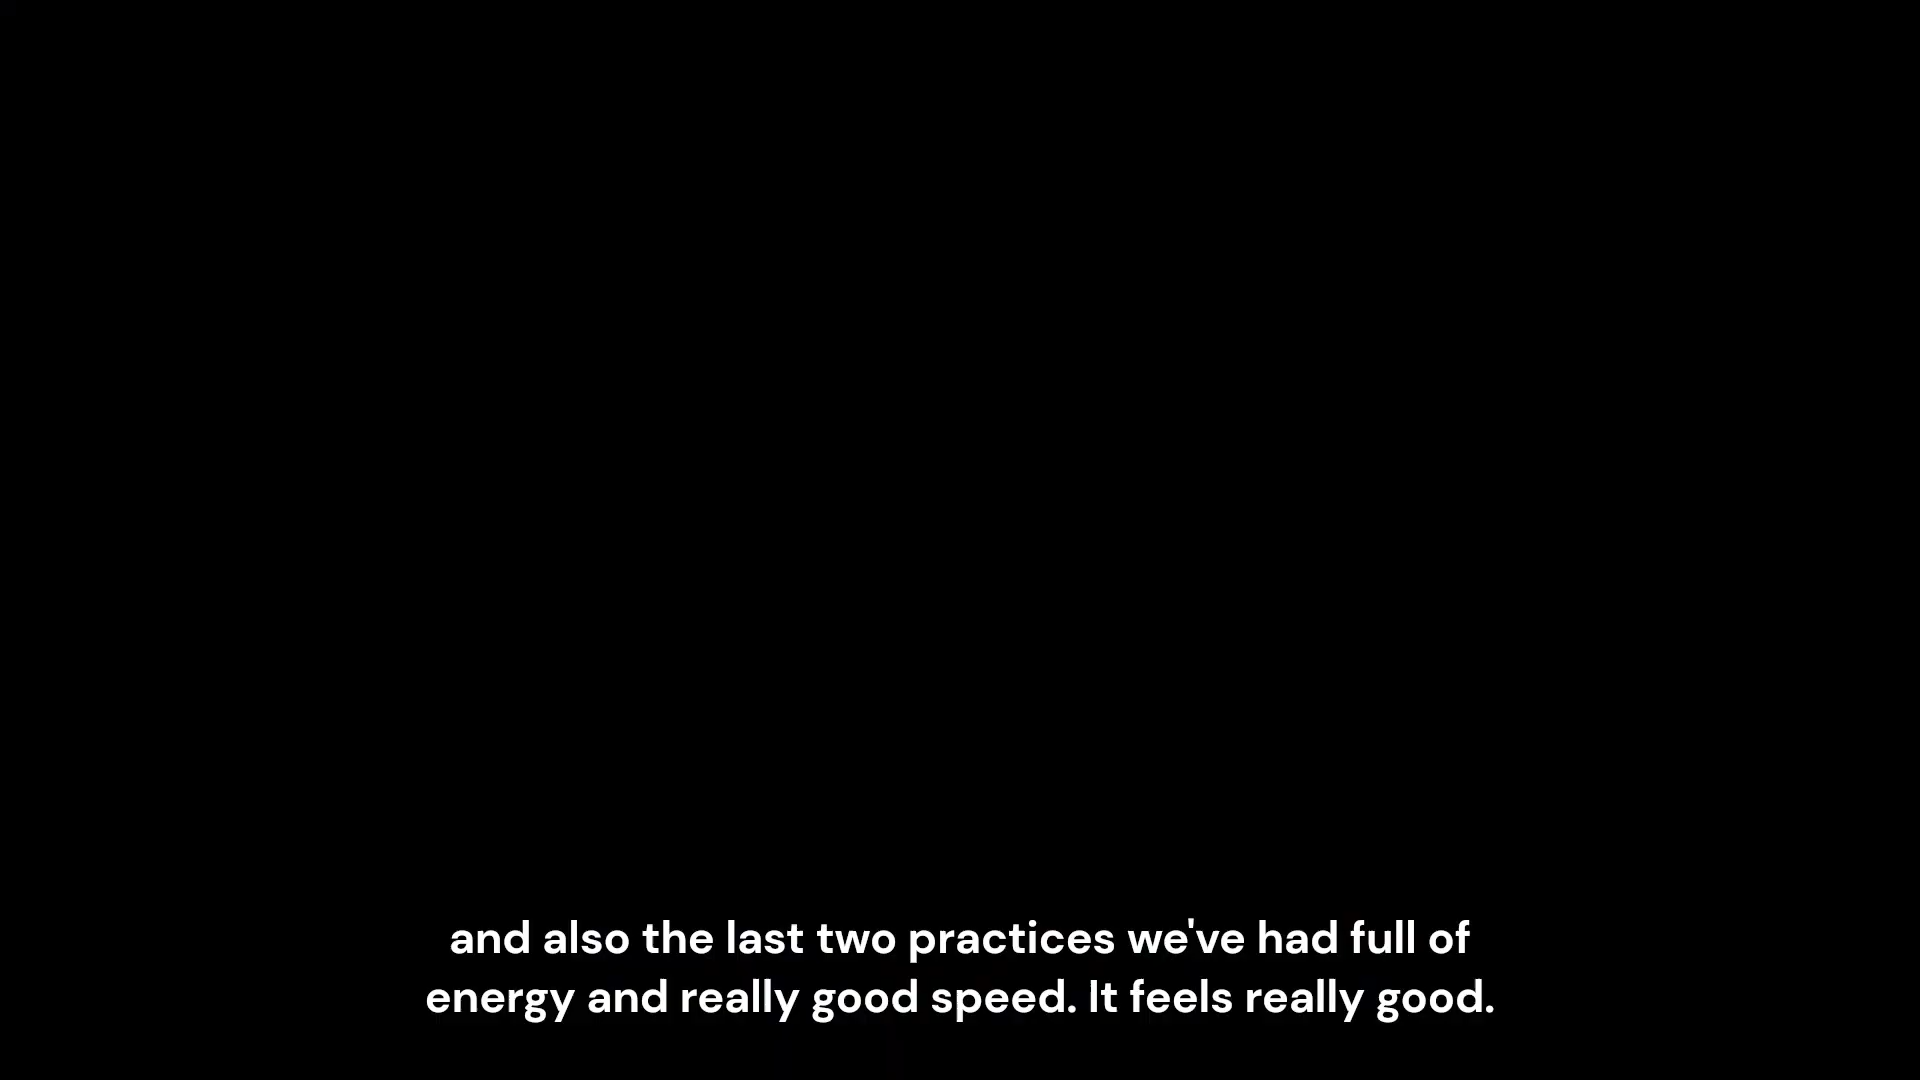 and also the last two practices we've had full of
energy and really good speed. It feels really good.